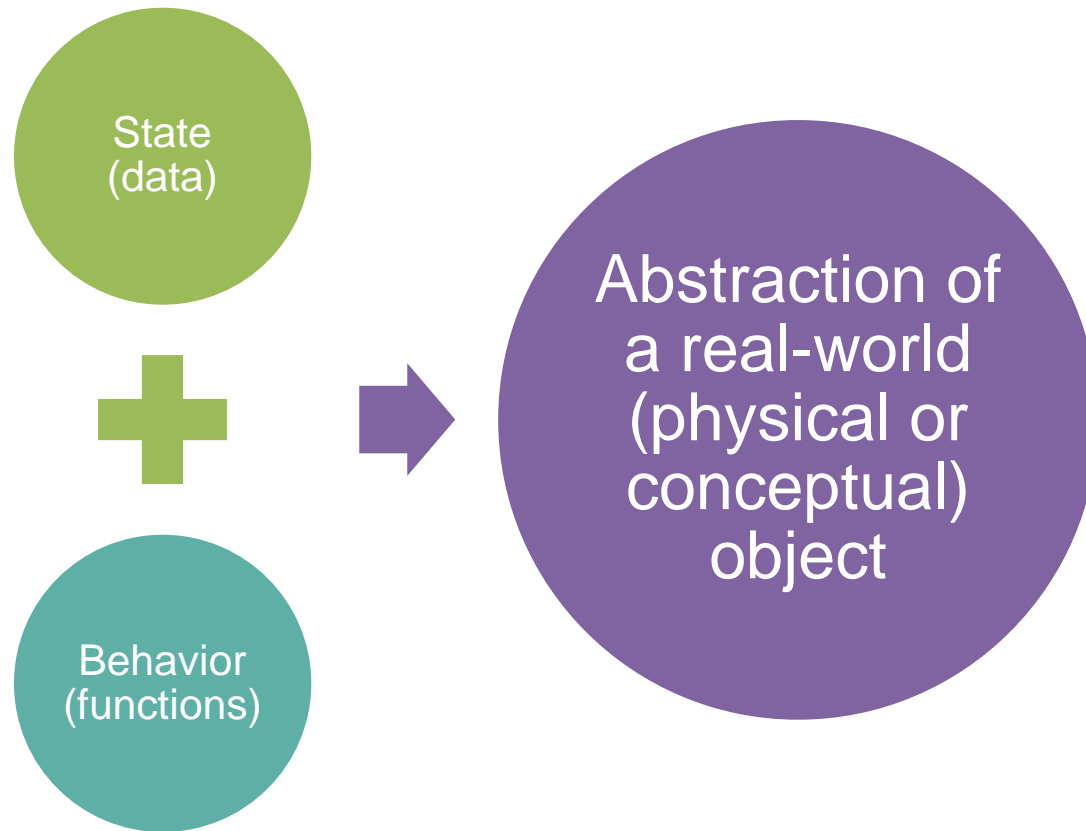 State
(data)
Behavior
(functions)
Abstraction of
a real-world
(physical or
conceptual)
object